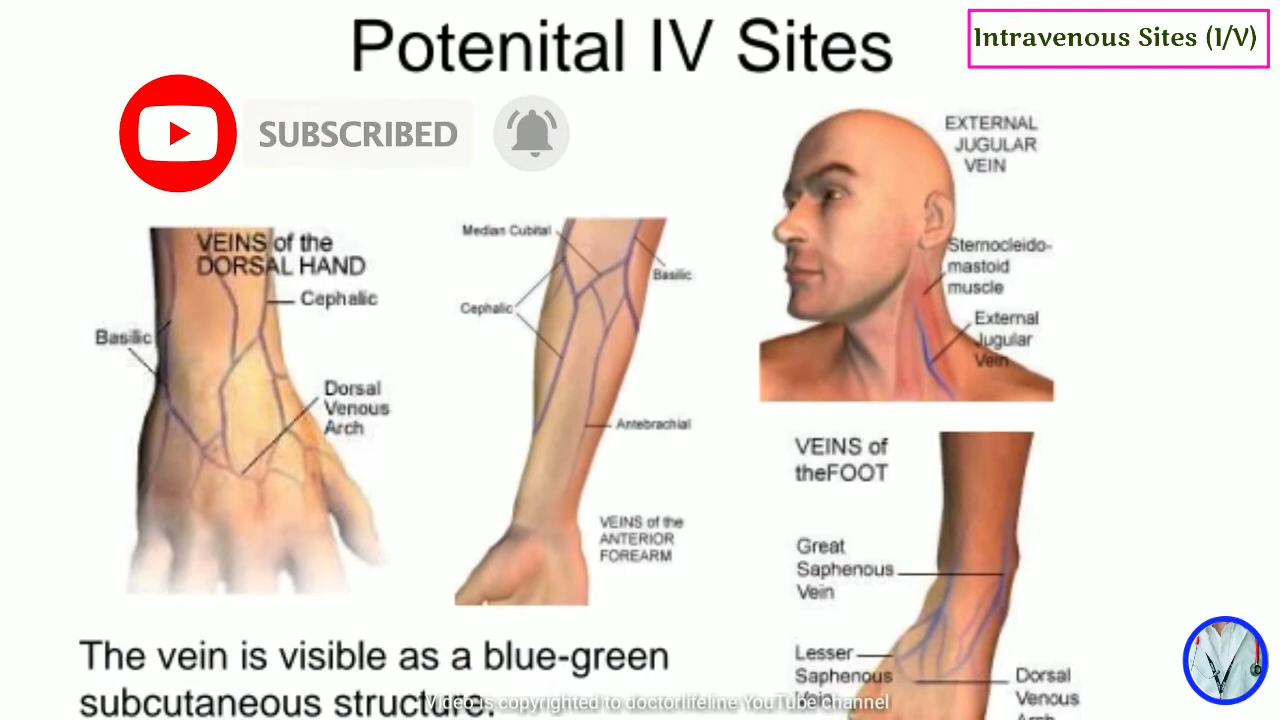 Potenital IV Sites
Intravenous Sites (I/V)
SUBSCRIBED
VEINS of the
DORSAL HAND
Cephalic
Basilic
Dorsal
Venous
Arch
Median Cubital
Basilic
Cephalic
Antebrachial
VEINS of the
ANTERIOR
FOREARM
EXTERNAL
JUGULAR
VEIN
Sternocleido-
mastoid
muscle
External
Jugular
Vein
VEINS of
theFOOT
Great
Saphenous
Vein
Lesser
Saphenous
Vein
Dorsal
Venous
Arch
The vein is visible as a blue-green
subcutaneous structure.
Video is copyrighted to doctorlifeline YouTube channel